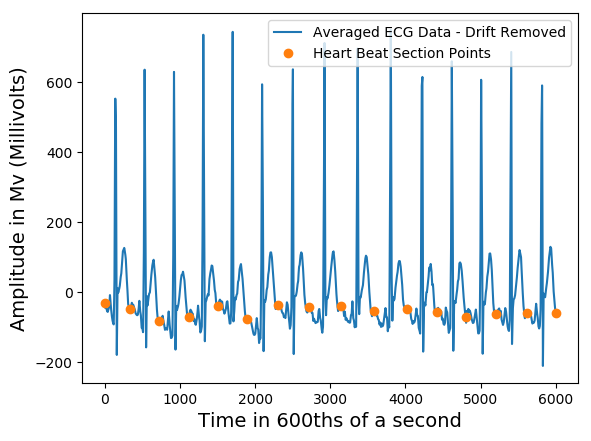 Averaged ECG Data - Drift Removed
Heart Beat Section Points
Amplitude in Mv (Millivolts)
600
400
200
0
−200
0 1000 2000 3000 4000 5000 6000
Time in 600ths of a second